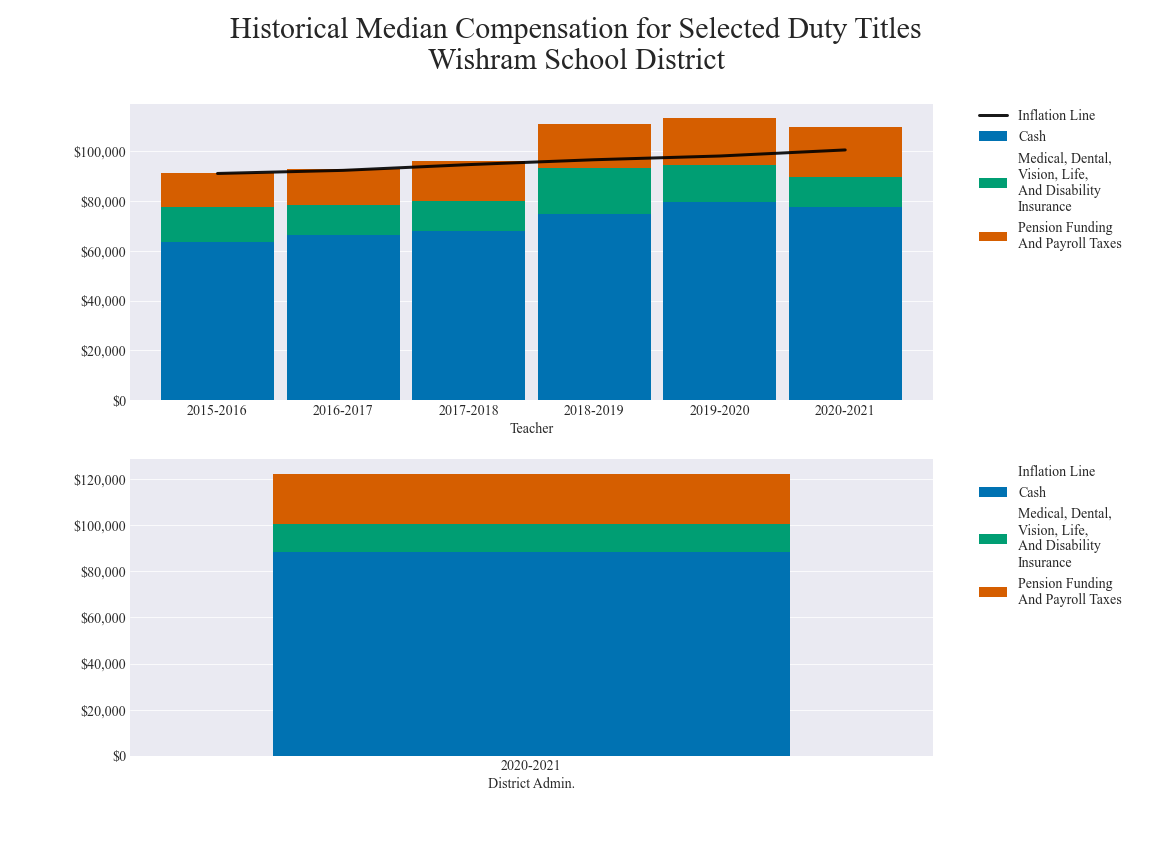 Historical Median Compensation for Selected Duty Titles
Wishram School District
$100,000
$80,000
$60,000
$40,000
$20,000
$0
2015-2016
2016-2017
2017-2018
2018-2019
2019-2020
2020-2021
Teacher
Inflation Line
Cash
Medical, Dental,
Vision, Life,
And Disability
Insurance
Pension Funding
And Payroll Taxes
$120,000
$100,000
$80,000
$60,000
$40,000
$20,000
$0
2020-2021
District Admin.
Inflation Line
Cash
Medical, Dental,
Vision, Life,
And Disability
Insurance
Pension Funding
And Payroll Taxes